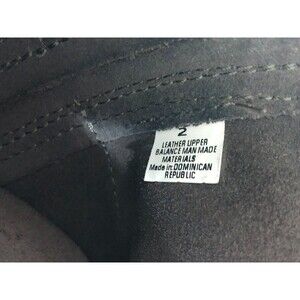 2
LEATHER UPPER
BALANCE MAN MADE
MATERIALS
Made in: DOMINICAN
REPUBLIC